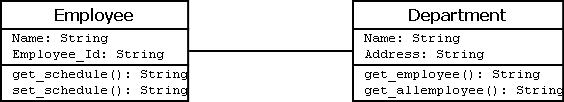 Employee
Name: String
Employee_Id: String
get_schedule(): String
set_schedule(): String
Department
Name: String
Address: String
get_employee(): String
get_allemployee(): String